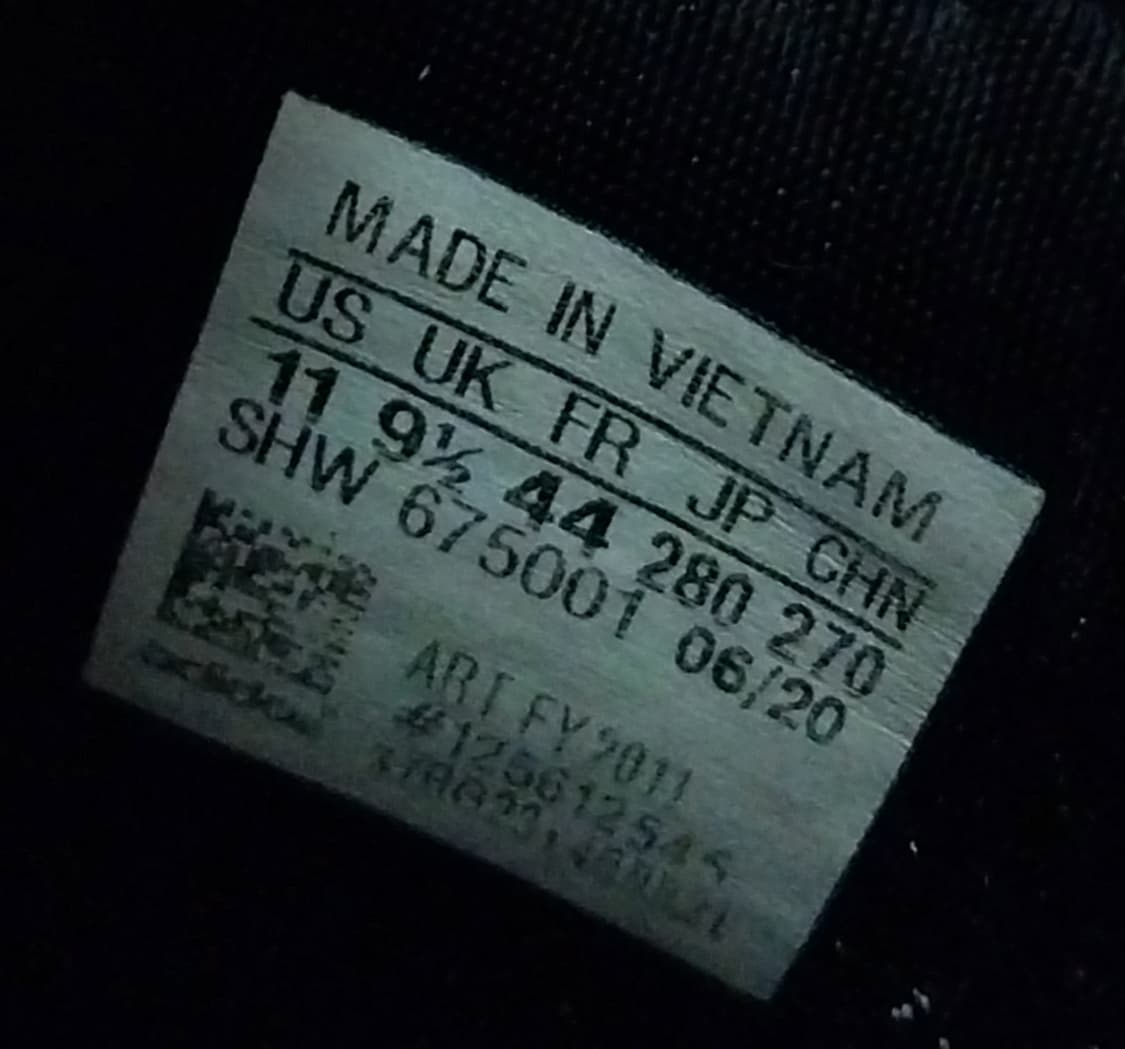 MADE IN VIETNAM
US UK FR JP CHN
11 9½ 44 280 270
SHW 675001 06/20
ART FY9011